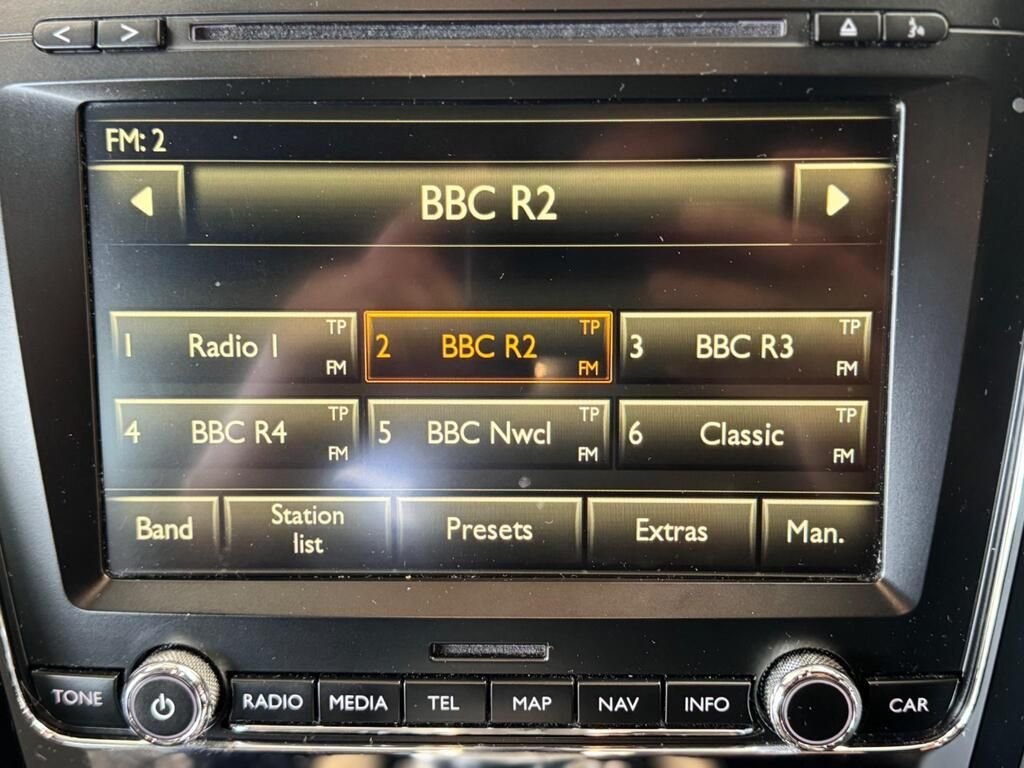 FM: 2
BBC R2
1 Radio 1 TP FM
2 BBC R2 TP FM
3 BBC R3 TP FM
4 BBC R4 TP FM
5 BBC Nwcl TP FM
6 Classic TP FM
Band Station list Presets Extras Man.
TONE RADIO MEDIA TEL MAP NAV INFO CAR